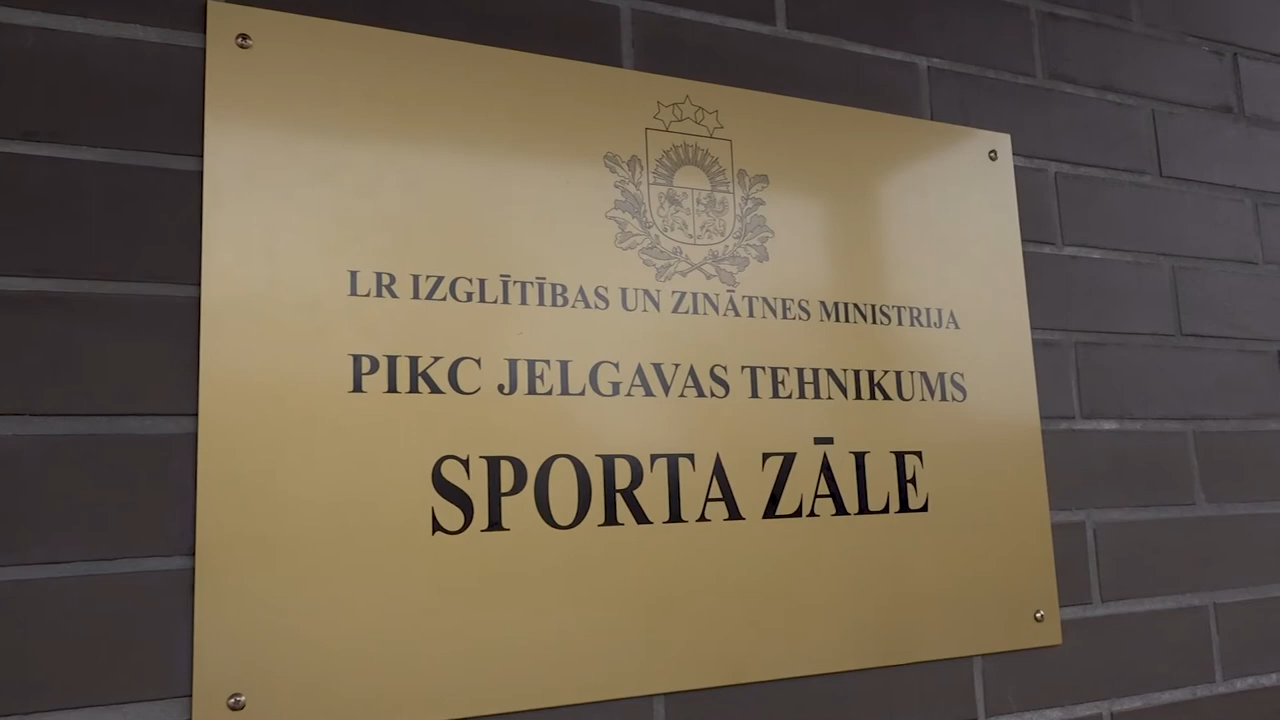 LR IZGLĪTĪBAS UN ZINĀTNES MINISTRIJA
PIKC JELGAVAS TEHNIKUMS
SPORTA ZĀLE